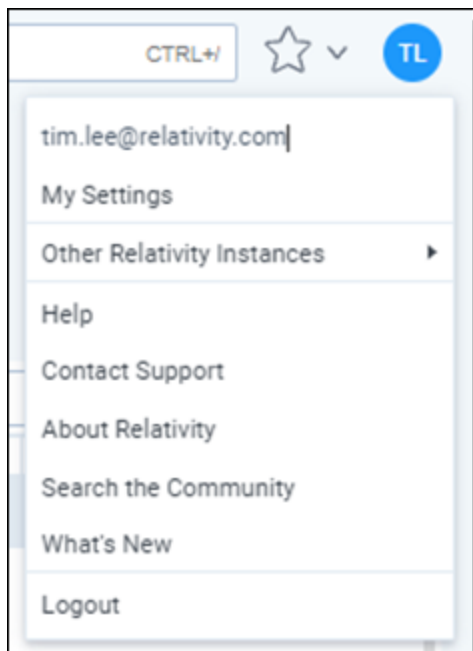 CTRL+/
TL
tim.lee@relativity.com
My Settings
Other Relativity Instances
Help
Contact Support
About Relativity
Search the Community
What's New
Logout